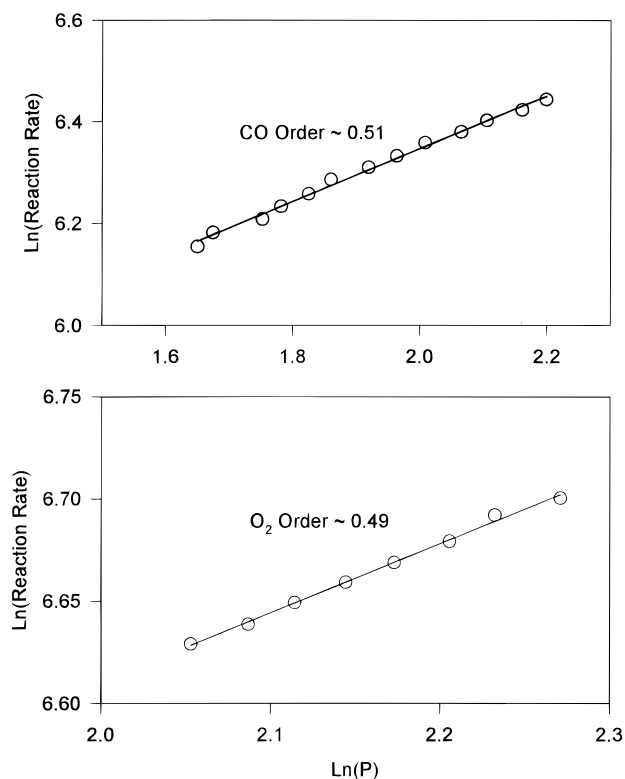 6.6
6.4
6.2
6.0
Ln(Reaction Rate)
CO Order ~ 0.51
1.6 1.8 2.0 2.2
6.75
6.70
6.65
6.60
Ln(Reaction Rate)
O₂ Order ~ 0.49
2.0 2.1 2.2 2.3
Ln(P)